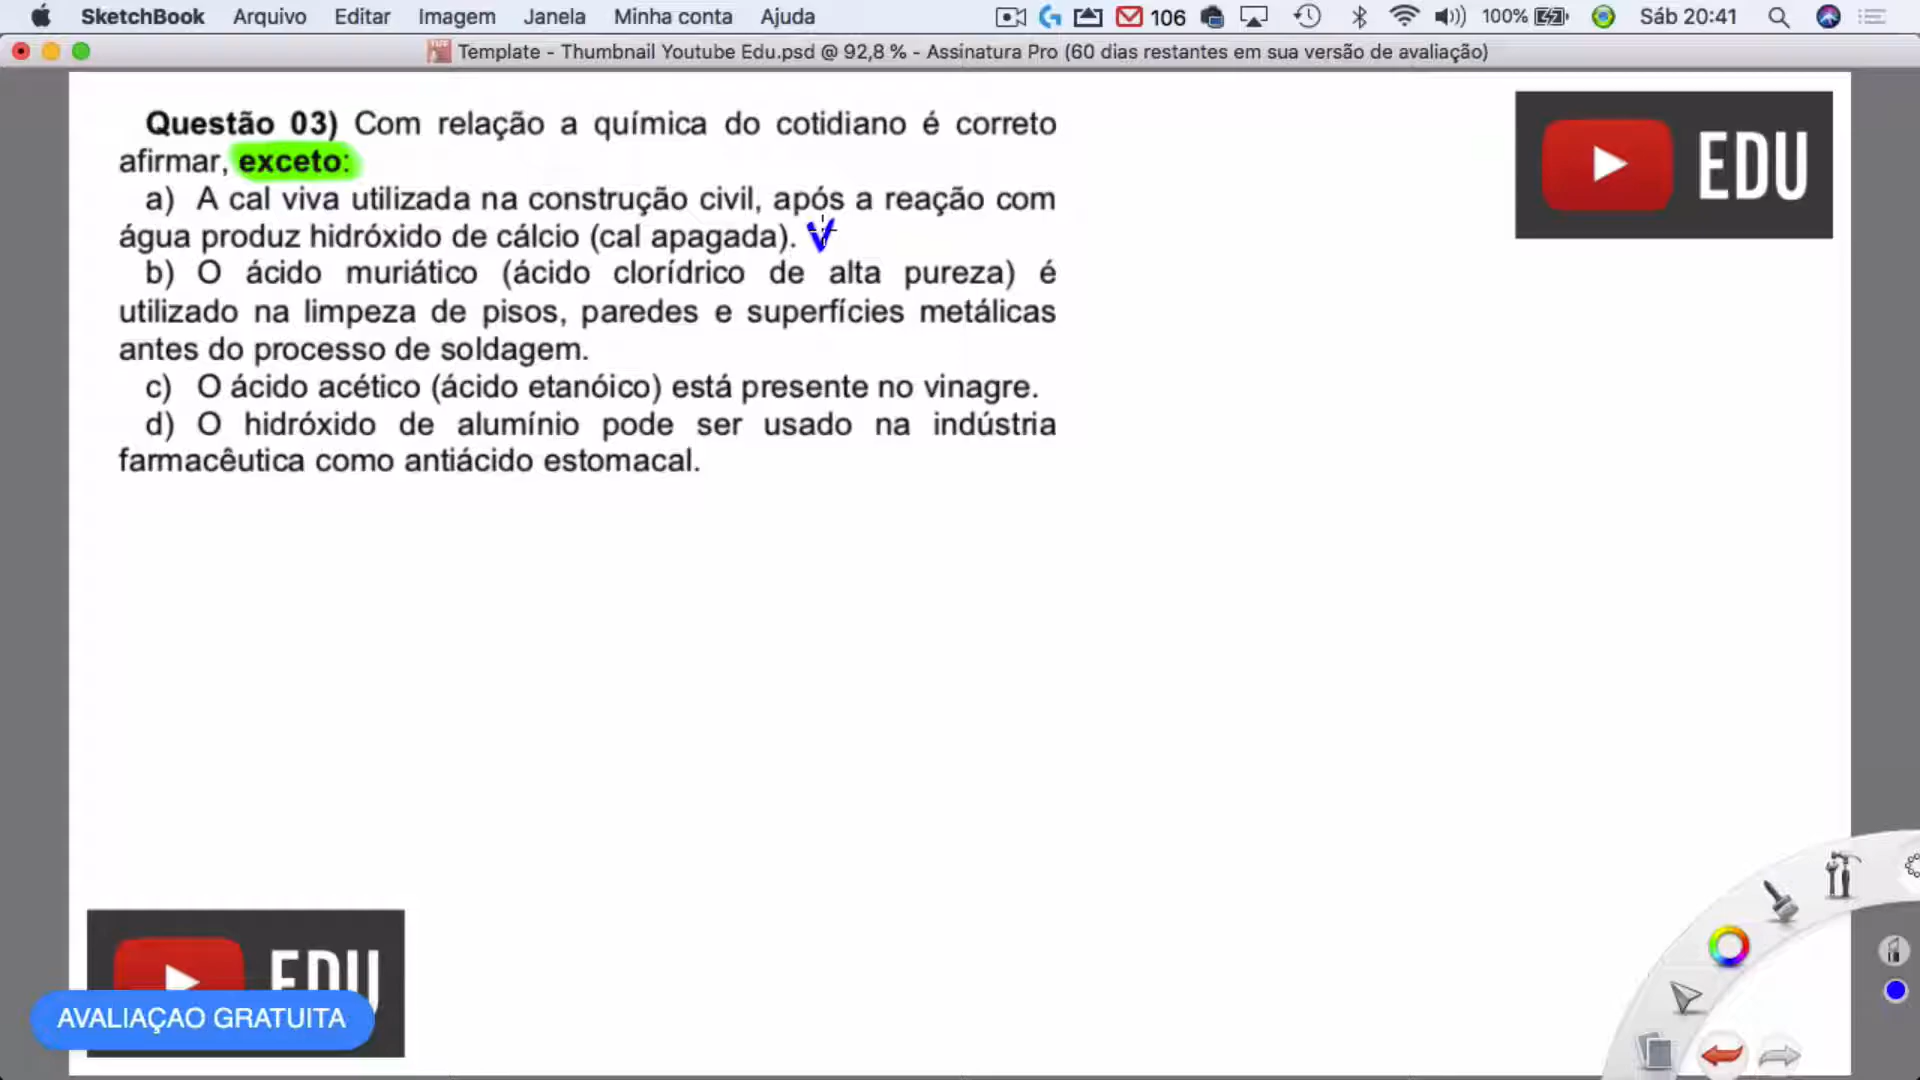 SketchBook Arquivo Editar Imagem Janela Minha conta Ajuda 106 100% Sáb 20:41
Template - Thumbnail Youtube Edu.psd @ 92,8 % - Assinatura Pro (60 dias restantes em sua versão de avaliação)
Questão 03) Com relação a química do cotidiano é correto
afirmar, exceto:
a) A cal viva utilizada na construção civil, após a reação com
água produz hidróxido de cálcio (cal apagada). V
b) O ácido muriático (ácido clorídrico de alta pureza) é
utilizado na limpeza de pisos, paredes e superfícies metálicas
antes do processo de soldagem.
c) O ácido acético (ácido etanóico) está presente no vinagre.
d) O hidróxido de alumínio pode ser usado na indústria
farmacêutica como antiácido estomacal.
EDU
EDU
AVALIAÇAO GRATUITA